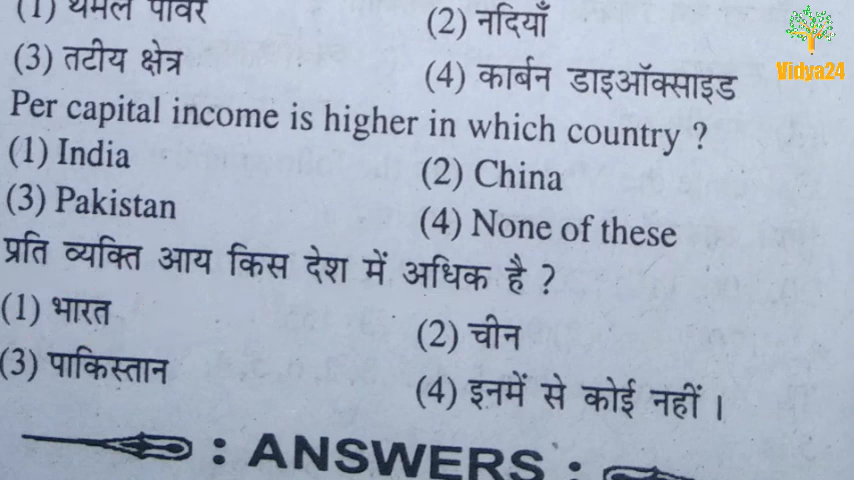 (1) थर्मल पावर
(2) नदियाँ
(3) तटीय क्षेत्र
(4) कार्बन डाइऑक्साइड
Vidya24
Per capital income is higher in which country ?
(1) India
(2) China
(3) Pakistan
(4) None of these
प्रति व्यक्ति आय किस देश में अधिक है ?
(1) भारत
(2) चीन
(3) पाकिस्तान
(4) इनमें से कोई नहीं ।
: ANSWERS :